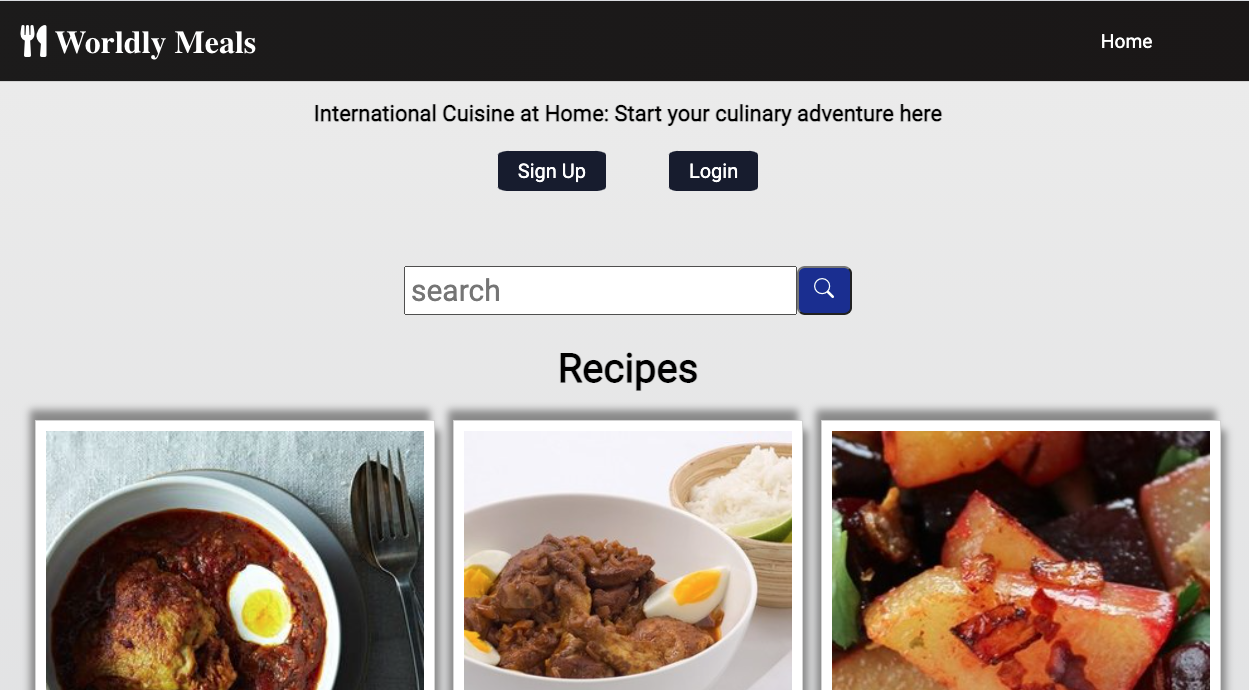 Worldly Meals
Home
International Cuisine at Home: Start your culinary adventure here
Sign Up
Login
search
Recipes